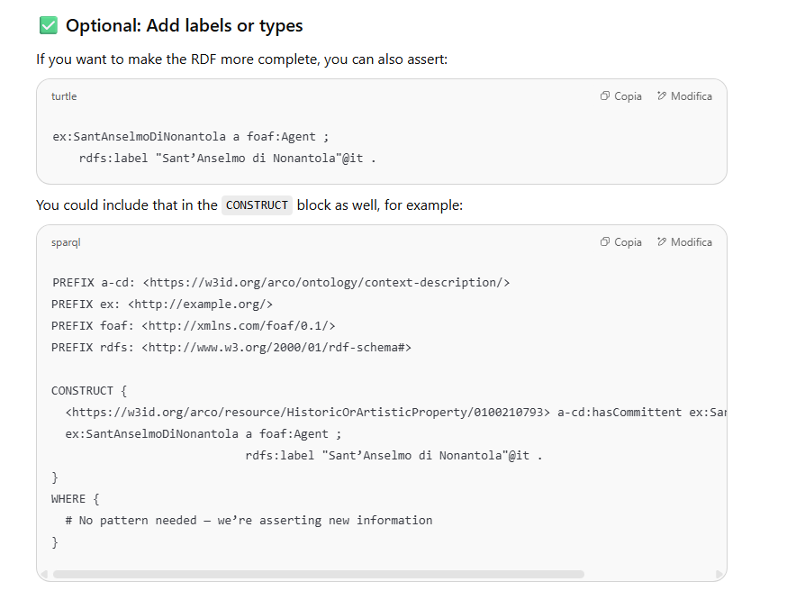 ✅ Optional: Add labels or types
If you want to make the RDF more complete, you can also assert:
turtle Copia Modifica
ex:SantAnselmoDiNonantola a foaf:Agent ;
    rdfs:label "Sant’Anselmo di Nonantola"@it .
You could include that in the CONSTRUCT block as well, for example:
sparql Copia Modifica
PREFIX a-cd: <https://w3id.org/arco/ontology/context-description/>
PREFIX ex: <http://example.org/>
PREFIX foaf: <http://xmlns.com/foaf/0.1/>
PREFIX rdfs: <http://www.w3.org/2000/01/rdf-schema#>
CONSTRUCT {
  <https://w3id.org/arco/resource/HistoricOrArtisticProperty/0100210793> a-cd:hasCommittent ex:Sa
  ex:SantAnselmoDiNonantola a foaf:Agent ;
                          rdfs:label "Sant’Anselmo di Nonantola"@it .
}
WHERE {
  # No pattern needed — we’re asserting new information
}